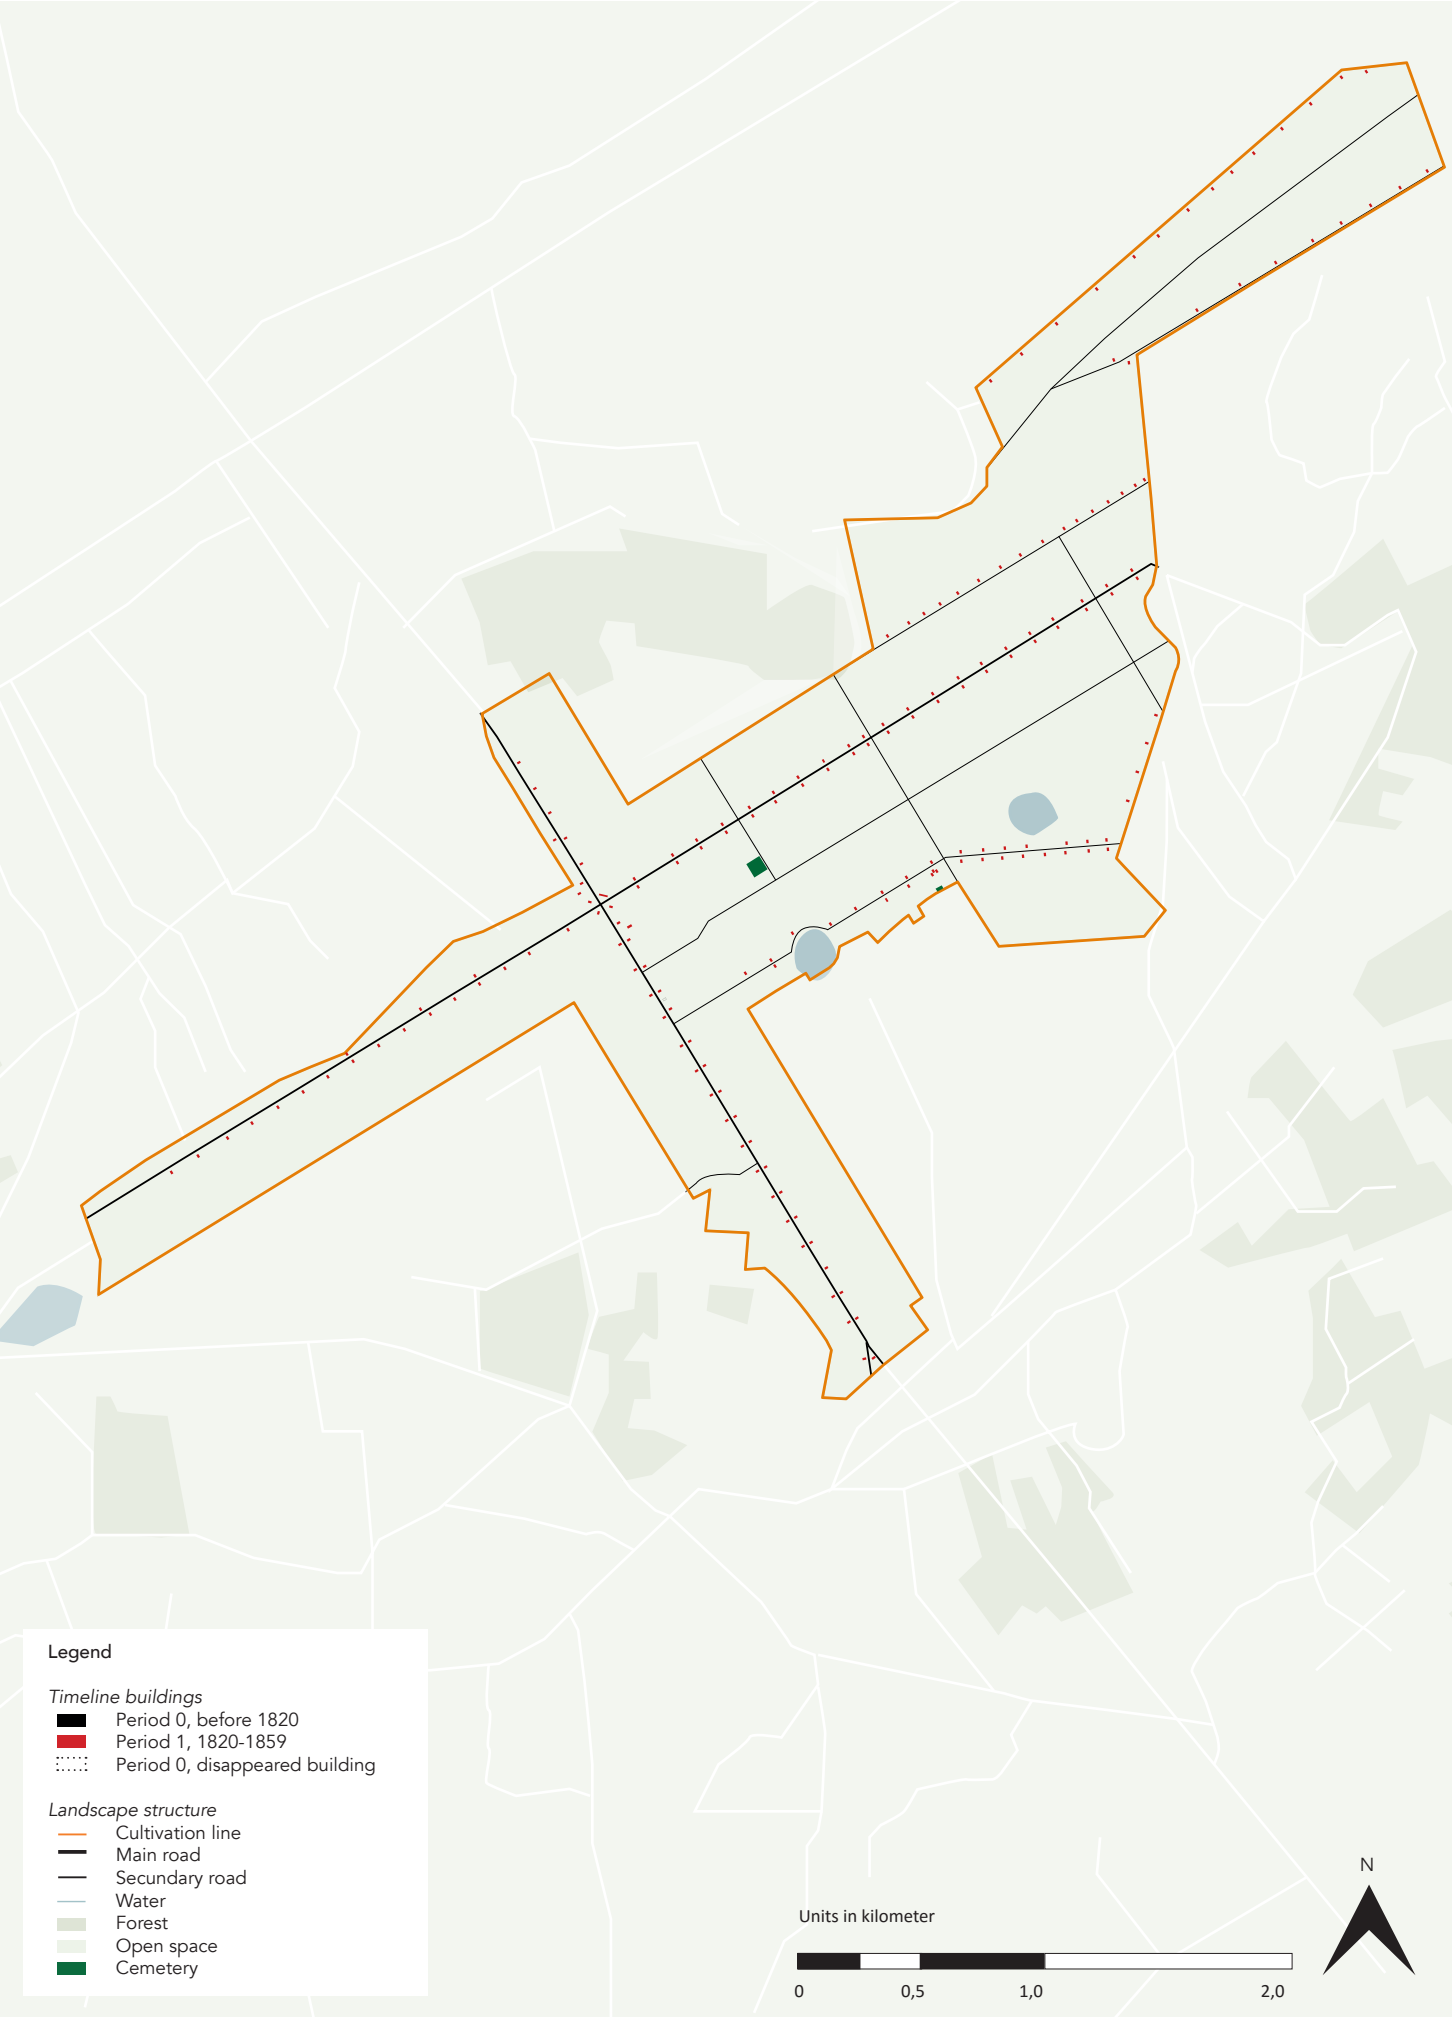 Legend
Timeline buildings
Period 0, before 1820
Period 1, 1820-1859
Period 0, disappeared building
Landscape structure
Cultivation line
Main road
Secundary road
Water
Forest
Open space
Cemetery
Units in kilometer
0 0,5 1,0 2,0
N